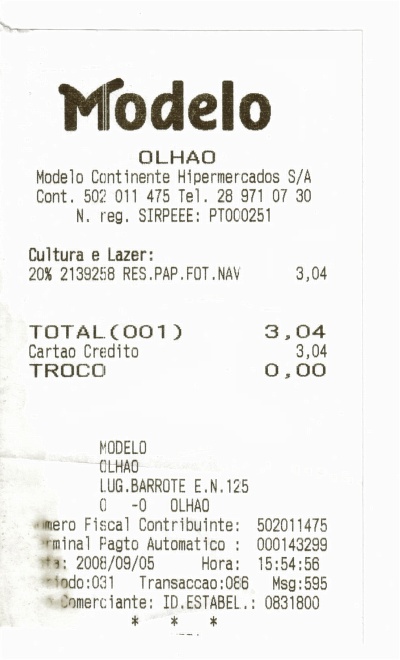 Modelo
OLHAO
Modelo Continente Hipermercados S/A
Cont. 502 011 475 Tel. 28 971 07 30
N. reg. SIRPEEE: PT000251
Cultura e Lazer:
20% 2139258 RES.PAP.FOT.NAV 3,04
TOTAL(001) 3,04
Cartao Credito 3,04
TROCO 0,00
MODELO
OLHAO
LUG.BARROTE E.N.125
0 -0 OLHAO
mero Fiscal Contribuinte: 502011475
rminal Pagto Automatico : 000143299
: 2008/09/05 Hora: 15:54:56
odo:031 Transaccao:086 Msg:595
Comerciante: ID.ESTABEL.: 0831800
* * *